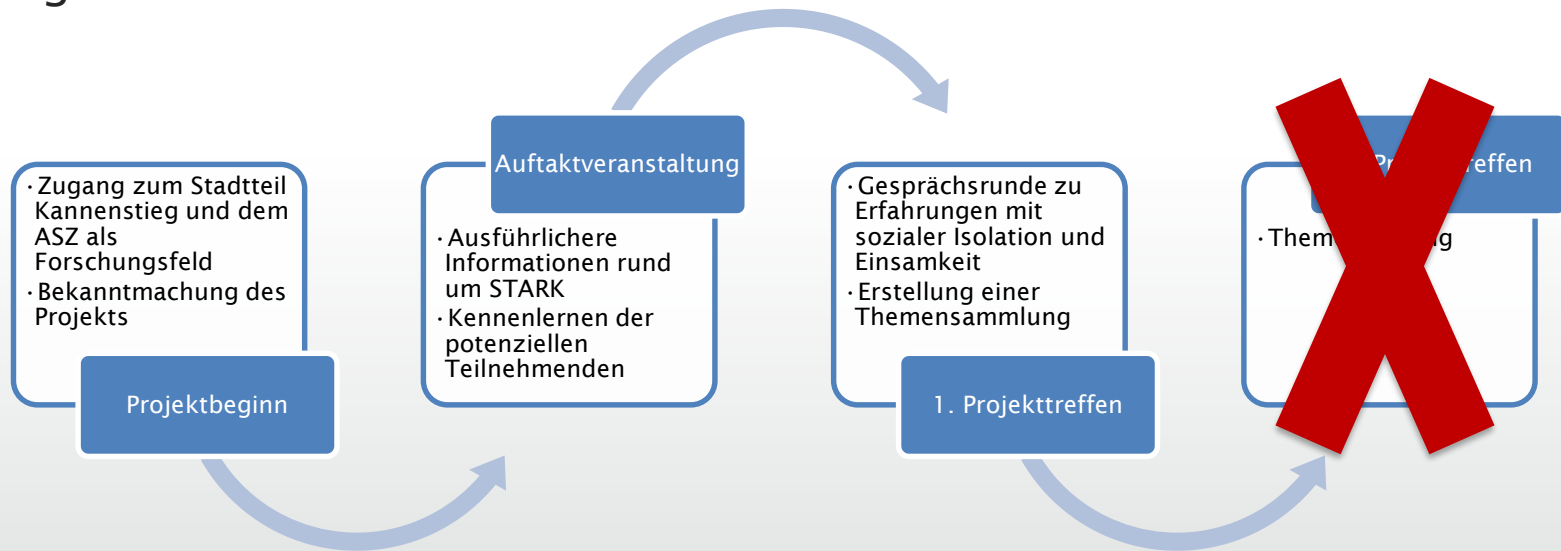 ·Zugang zum Stadtteil
Kannenstieg und dem
ASZ als
Forschungsfeld
·Bekanntmachung des
Projekts
Projektbeginn
Auftaktveranstaltung
·Ausführlichere
Informationen rund
um STARK
·Kennenlernen der
potenziellen
Teilnehmenden
·Gesprächsrunde zu
Erfahrungen mit
sozialer Isolation und
Einsamkeit
·Erstellung einer
Themensammlung
1. Projekttreffen